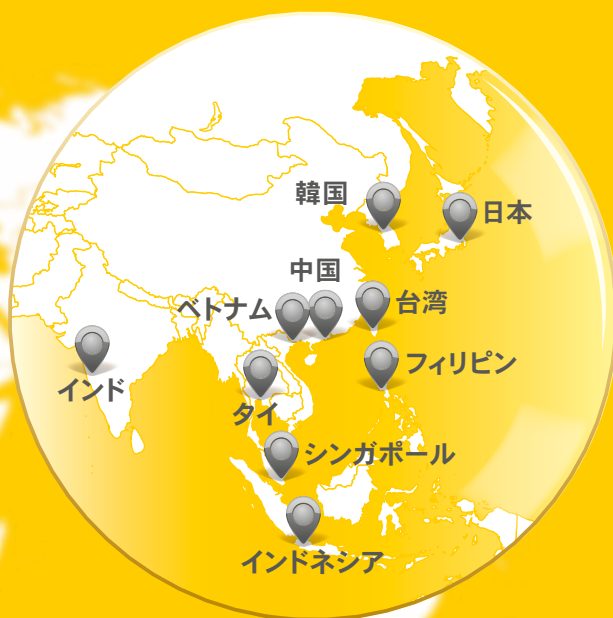 韓国
日本
中国
ベトナム
台湾
フィリピン
インド
タイ
シンガポール
インドネシア